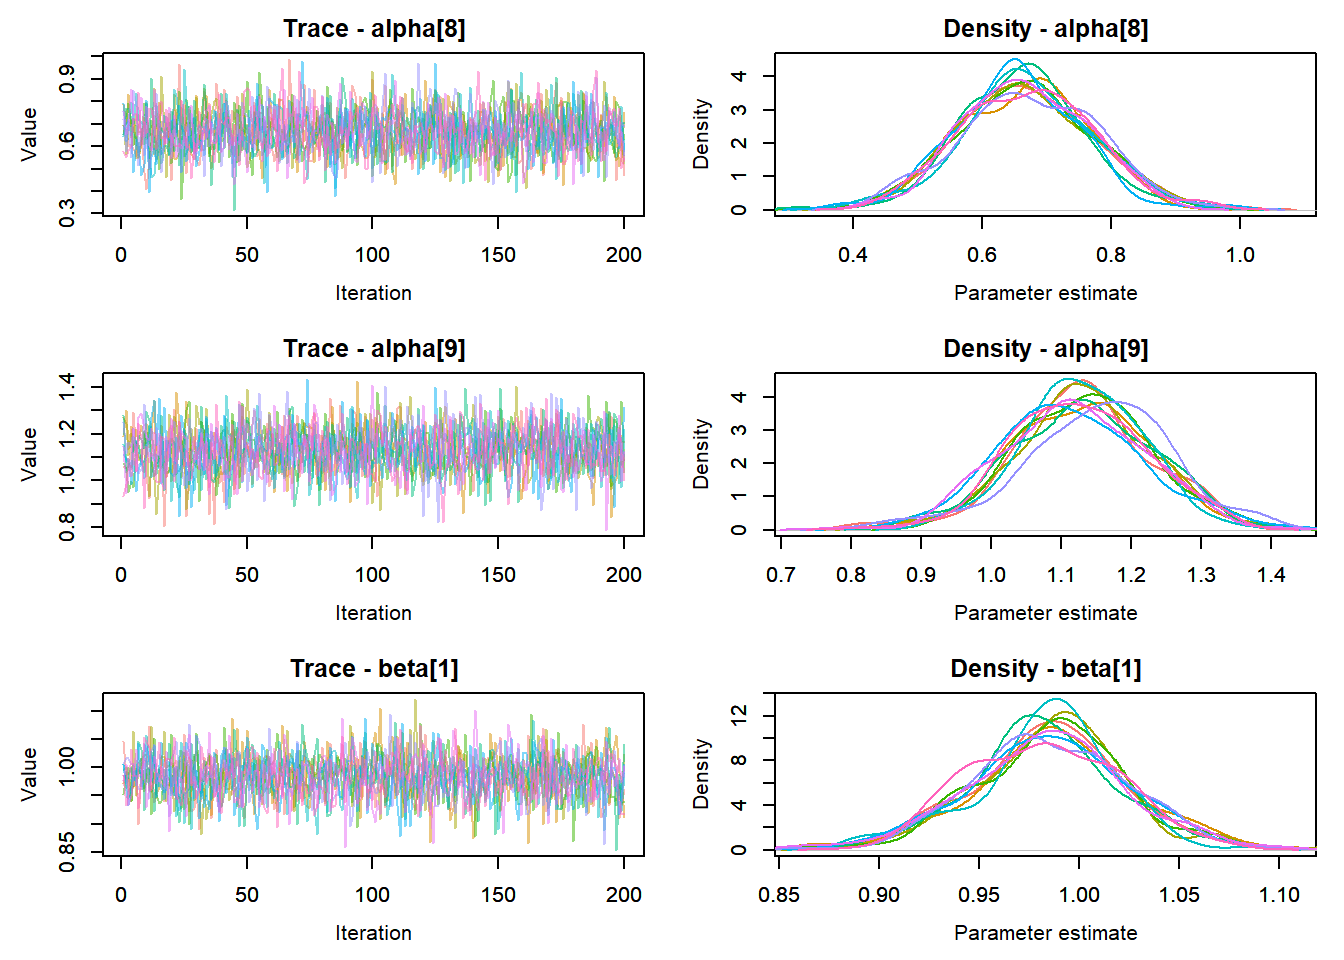 Trace - alpha[8]
Value
0.3
0.6
0.9
0 50 100 150 200
Iteration
Density - alpha[8]
Density
0 1 2 3 4
0.4 0.6 0.8 1.0
Parameter estimate
Trace - alpha[9]
Value
0.8 1.0 1.2 1.4
0 50 100 150 200
Iteration
Density - alpha[9]
Density
0 1 2 3 4
0.7 0.8 0.9 1.0 1.1 1.2 1.3 1.4
Parameter estimate
Trace - beta[1]
Value
0.85 1.00
0 50 100 150 200
Iteration
Density - beta[1]
Density
0 4 8 12
0.85 0.90 0.95 1.00 1.05 1.10
Parameter estimate